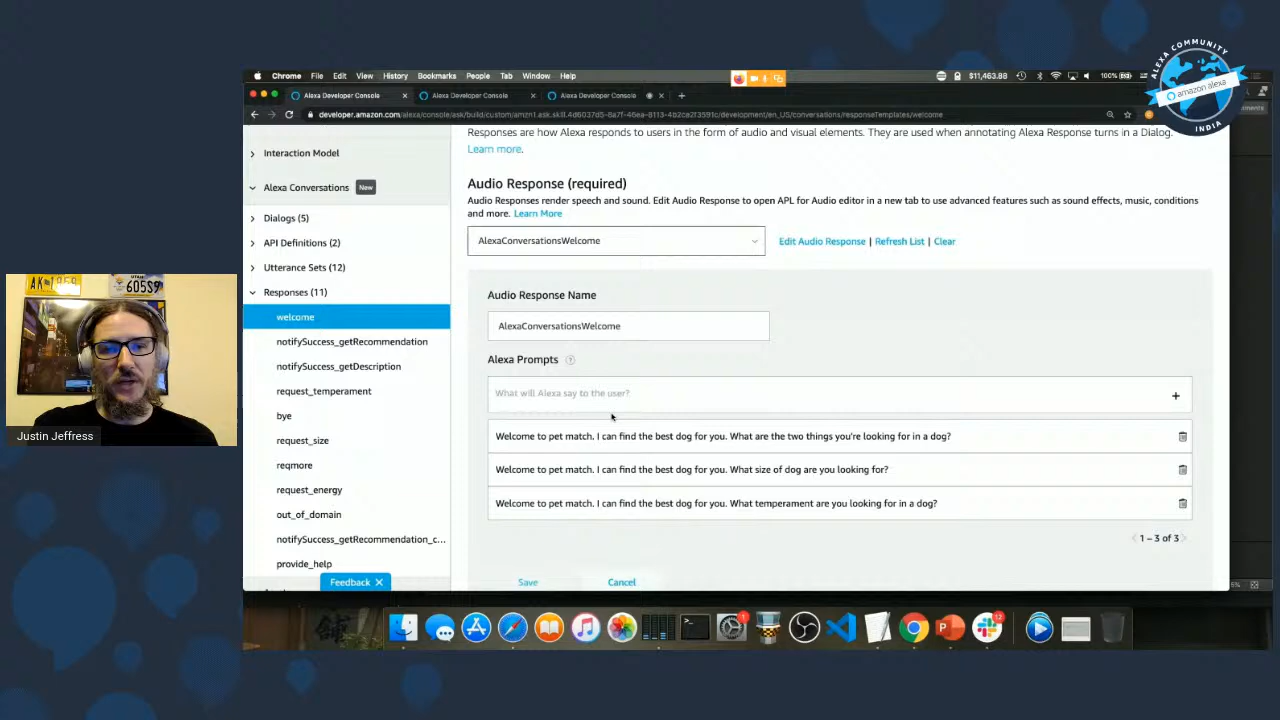 Chrome File Edit View History Bookmarks People Tab Window Help
$11,463.88
100%
Alexa Developer Console
Alexa Developer Console
Alexa Developer Console
ALEXA COMMUNITY
amazon alexa
INDIA
Interaction Model
Alexa Conversations New
Dialogs (5)
API Definitions (2)
Utterance Sets (12)
Responses (11)
welcome
notifySuccess_getRecommendation
notifySuccess_getDescription
request_temperament
bye
request_size
reqmore
request_energy
out_of_domain
notifySuccess_getRecommendation_c...
provide_help
Feedback
Responses are how Alexa responds to users in the form of audio and visual elements. They are used when annotating Alexa Response turns in a Dialog.
Learn more.
Audio Response (required)
Audio Responses render speech and sound. Edit Audio Response to open APL for Audio editor in a new tab to use advanced features such as sound effects, music, conditions
and more. Learn More
AlexaConversationsWelcome
Edit Audio Response | Refresh List | Clear
Audio Response Name
AlexaConversationsWelcome
Alexa Prompts
What will Alexa say to the user?
Welcome to pet match. I can find the best dog for you. What are the two things you're looking for in a dog?
Welcome to pet match. I can find the best dog for you. What size of dog are you looking for?
Welcome to pet match. I can find the best dog for you. What temperament are you looking for in a dog?
1 – 3 of 3
Save Cancel
UTAH
605S9
Justin Jeffress